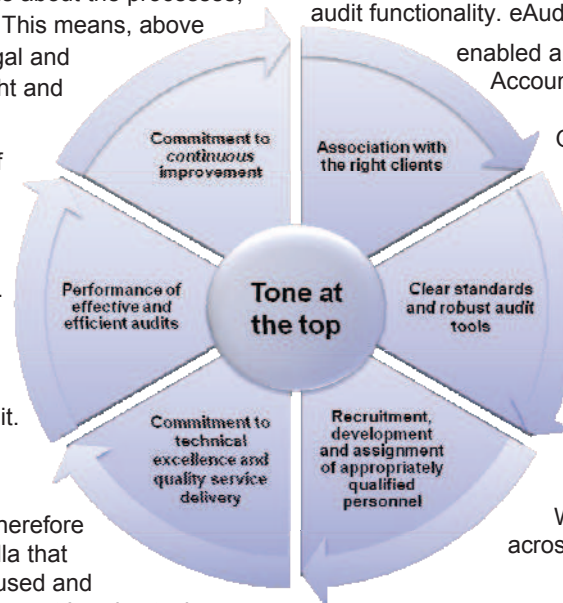 s about the processes,
This means, above
gal and
ht and
f
it.
herefore
lla that
used and
audit functionality. eAud
enabled a
Accour
W
across
Commitment to
continuous
improvement
Association with
the right clients
Clear standards
and robust audit
tools
Recruitment,
development
and assignment
of appropriately
qualified
personnel
Commitment to
technical
excellence and
quality service
delivery
Performance of
effective and
efficient audits
Tone at
the top